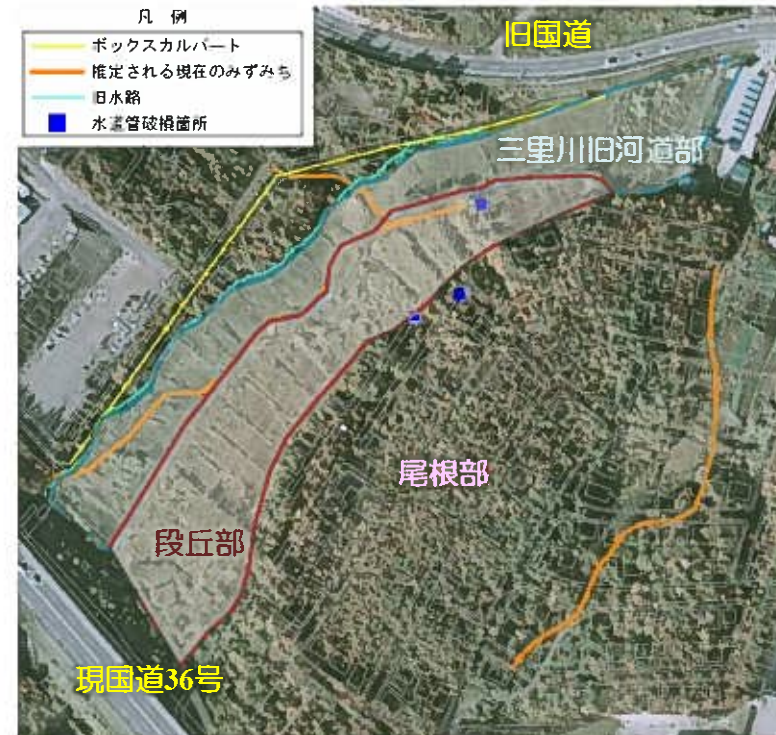 凡例
ボックスカルバート
推定される現在のみずみち
旧水路
水道管破損箇所
旧国道
三里川旧河道部
尾根部
段丘部
現国道36号